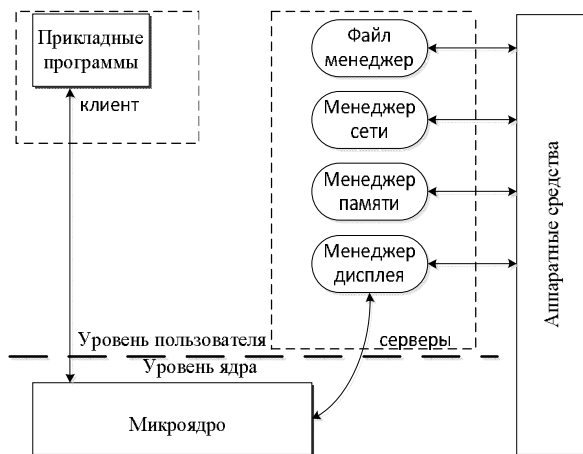 Прикладные
программы
клиент
Файл
менеджер
Менеджер
сети
Менеджер
памяти
Менеджер
дисплея
серверы
Аппаратные средства
Уровень пользователя
Уровень ядра
Микроядро